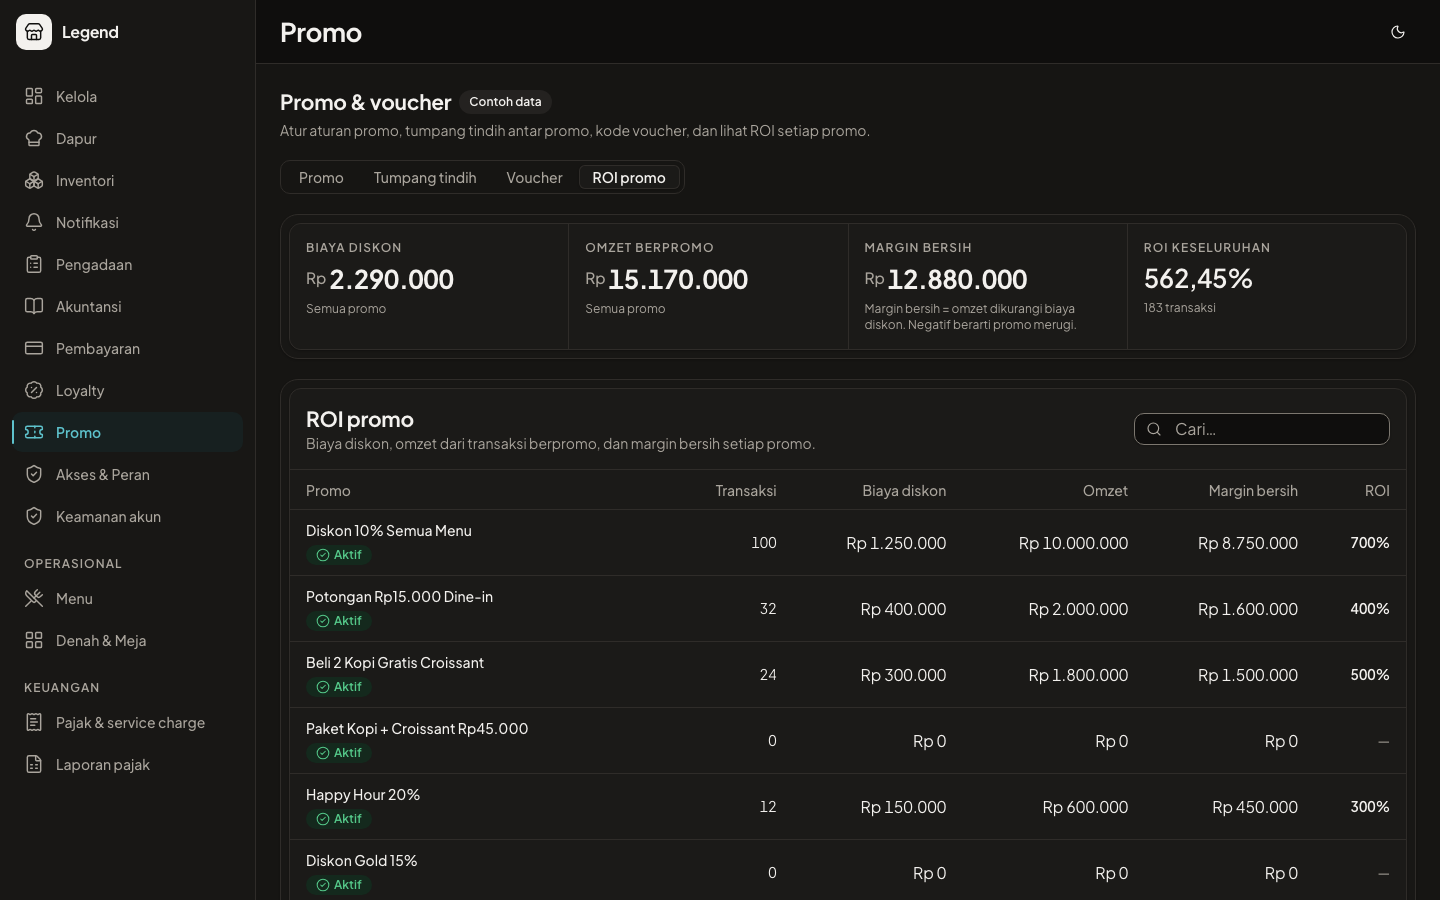 Legend
Promo
Kelola
Dapur
Inventori
Notifikasi
Pengadaan
Akuntansi
Pembayaran
Loyalty
Promo
Akses & Peran
Keamanan akun
OPERASIONAL
Menu
Denah & Meja
KEUANGAN
Pajak & service charge
Laporan pajak
Promo & voucher Contoh data
Atur aturan promo, tumpang tindih antar promo, kode voucher, dan lihat ROI setiap promo.
Promo Tumpang tindih Voucher ROI promo
BIAYA DISKON
Rp 2.290.000
Semua promo
OMZET BERPROMO
Rp 15.170.000
Semua promo
MARGIN BERSIH
Rp 12.880.000
Margin bersih = omzet dikurangi biaya
diskon. Negatif berarti promo merugi.
ROI KESELURUHAN
562,45%
183 transaksi
ROI promo
Biaya diskon, omzet dari transaksi berpromo, dan margin bersih setiap promo.
Cari...
Promo Transaksi Biaya diskon Omzet Margin bersih ROI
Diskon 10% Semua Menu
Aktif
100 Rp 1.250.000 Rp 10.000.000 Rp 8.750.000 700%
Potongan Rp15.000 Dine-in
Aktif
32 Rp 400.000 Rp 2.000.000 Rp 1.600.000 400%
Beli 2 Kopi Gratis Croissant
Aktif
24 Rp 300.000 Rp 1.800.000 Rp 1.500.000 500%
Paket Kopi + Croissant Rp45.000
Aktif
0 Rp 0 Rp 0 Rp 0 —
Happy Hour 20%
Aktif
12 Rp 150.000 Rp 600.000 Rp 450.000 300%
Diskon Gold 15%
Aktif
0 Rp 0 Rp 0 Rp 0 —